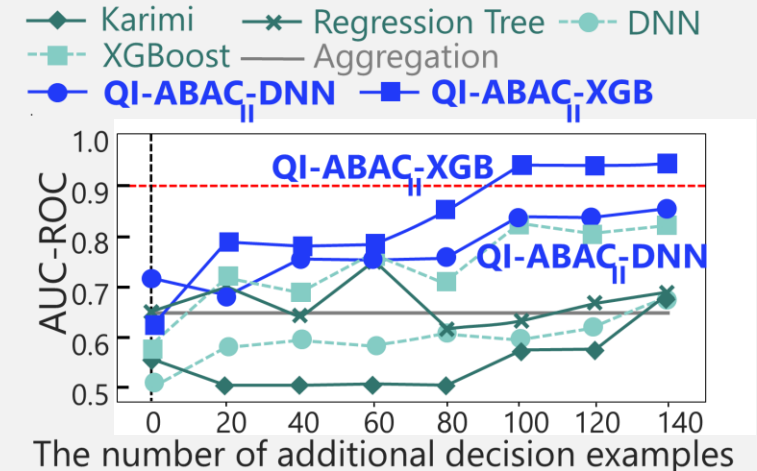 Karimi Regression Tree DNN
XGBoost Aggregation
QI-ABAC_II-DNN QI-ABAC_II-XGB
AUC-ROC
1.0
0.9
0.8
0.7
0.6
0.5
QI-ABAC_II-XGB
QI-ABAC_II-DNN
0 20 40 60 80 100 120 140
The number of additional decision examples